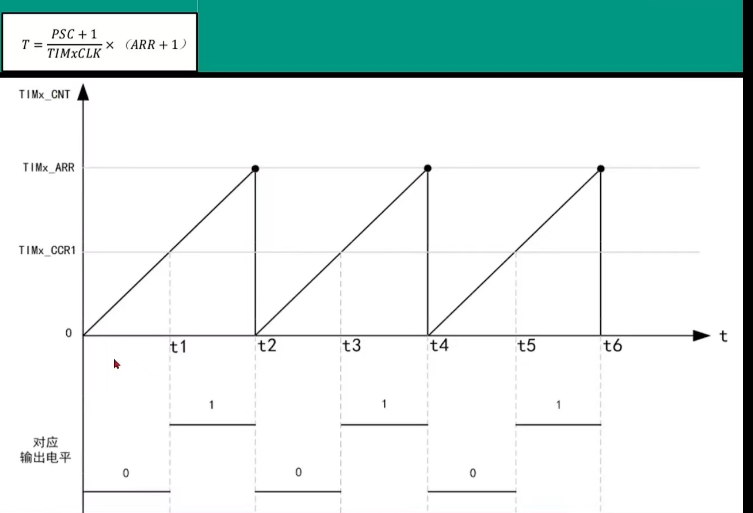 T = PSC + 1 / TIMxCLK × （ARR + 1）
TIMx_CNT
TIMx_ARR
TIMx_CCR1
0
t1 t2 t3 t4 t5 t6 t
1 1 1
对应
输出电平
0 0 0